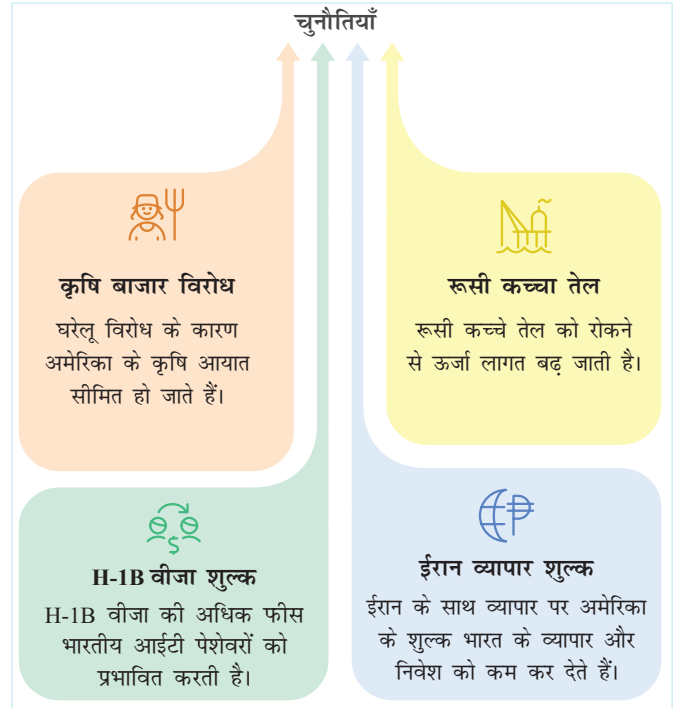 चुनौतियाँ
कृषि बाजार विरोध
घरेलू विरोध के कारण
अमेरिका के कृषि आयात
सीमित हो जाते हैं।
रूसी कच्चा तेल
रूसी कच्चे तेल को रोकने
से ऊर्जा लागत बढ़ जाती है।
H-1B वीजा शुल्क
H-1B वीजा की अधिक फीस
भारतीय आईटी पेशेवरों को
प्रभावित करती है।
ईरान व्यापार शुल्क
ईरान के साथ व्यापार पर अमेरिका
के शुल्क भारत के व्यापार और
निवेश को कम कर देते हैं।